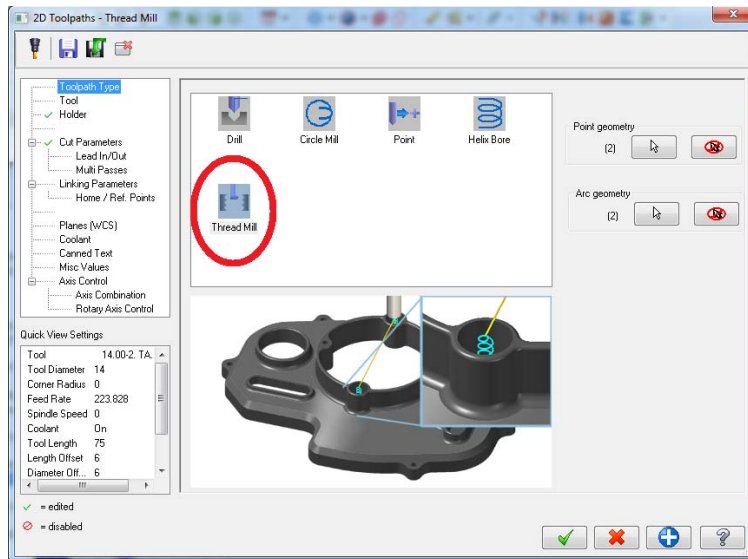 2D Toolpaths - Thread Mill
Toolpath Type
Tool
Holder
Cut Parameters
Lead In/Out
Multi Passes
Linking Parameters
Home / Ref. Points
Planes (WCS)
Coolant
Canned Text
Misc Values
Axis Control
Axis Combination
Rotary Axis Control
Drill
Circle Mill
Point
Helix Bore
Thread Mill
Point geometry
(2)
Arc geometry
(2)
Quick View Settings
Tool 14.00-2. TA.
Tool Diameter 14
Corner Radius 0
Feed Rate 223.828
Spindle Speed 0
Coolant On
Tool Length 75
Length Offset 6
Diameter Off... 6
= edited
= disabled